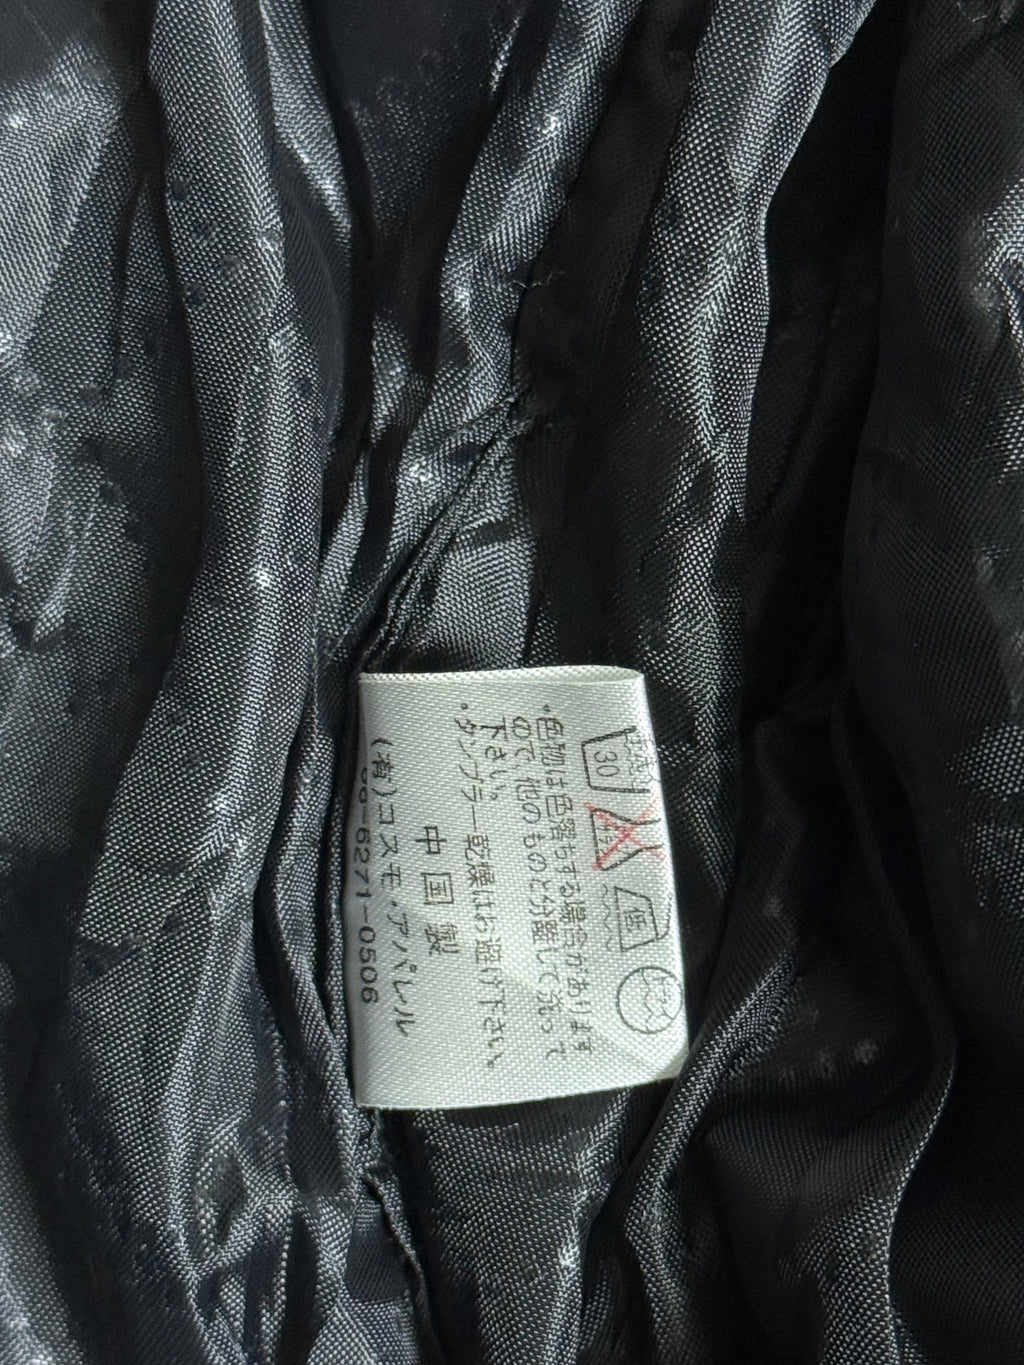 30
・色物は色落ちする場合があります
ので、他のものと分離して洗って
下さい。
・タンブラー乾燥はお避け下さい。
中国製
(有)コスモ・アパレル
06-6271-0506